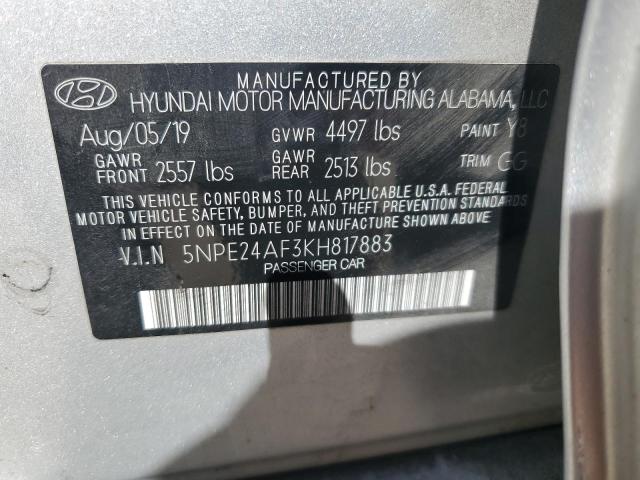 MANUFACTURED BY
HYUNDAI MOTOR MANUFACTURING ALABAMA, LLC
Aug/05/19 GVWR 4497 lbs PAINT Y8
GAWR FRONT 2557 lbs GAWR REAR 2513 lbs TRIM GG
THIS VEHICLE CONFORMS TO ALL APPLICABLE U.S.A. FEDERAL
MOTOR VEHICLE SAFETY, BUMPER, AND THEFT PREVENTION STANDARDS
IN EFFECT ON THE DATE OF MANUFACTURE SHOWN ABOVE.
V.I.N 5NPE24AF3KH817883
PASSENGER CAR